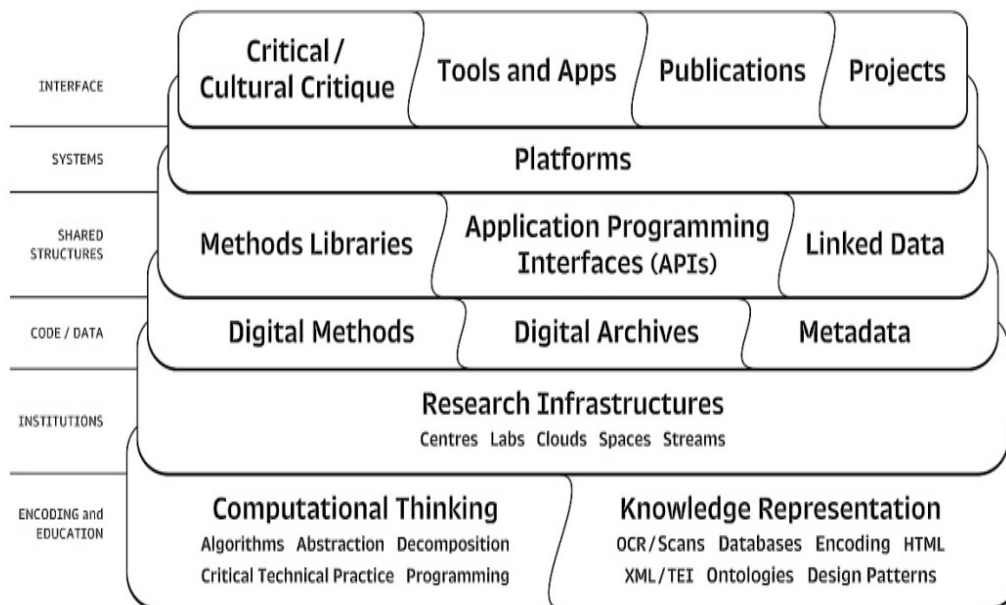 INTERFACE
Critical /
Cultural Critique
Tools and Apps
Publications
Projects
SYSTEMS
Platforms
SHARED
STRUCTURES
Methods Libraries
Application Programming
Interfaces (APIs)
Linked Data
CODE / DATA
Digital Methods
Digital Archives
Metadata
INSTITUTIONS
Research Infrastructures
Centres Labs Clouds Spaces Streams
ENCODING and
EDUCATION
Computational Thinking
Algorithms Abstraction Decomposition
Critical Technical Practice Programming
Knowledge Representation
OCR/Scans Databases Encoding HTML
XML/TEI Ontologies Design Patterns